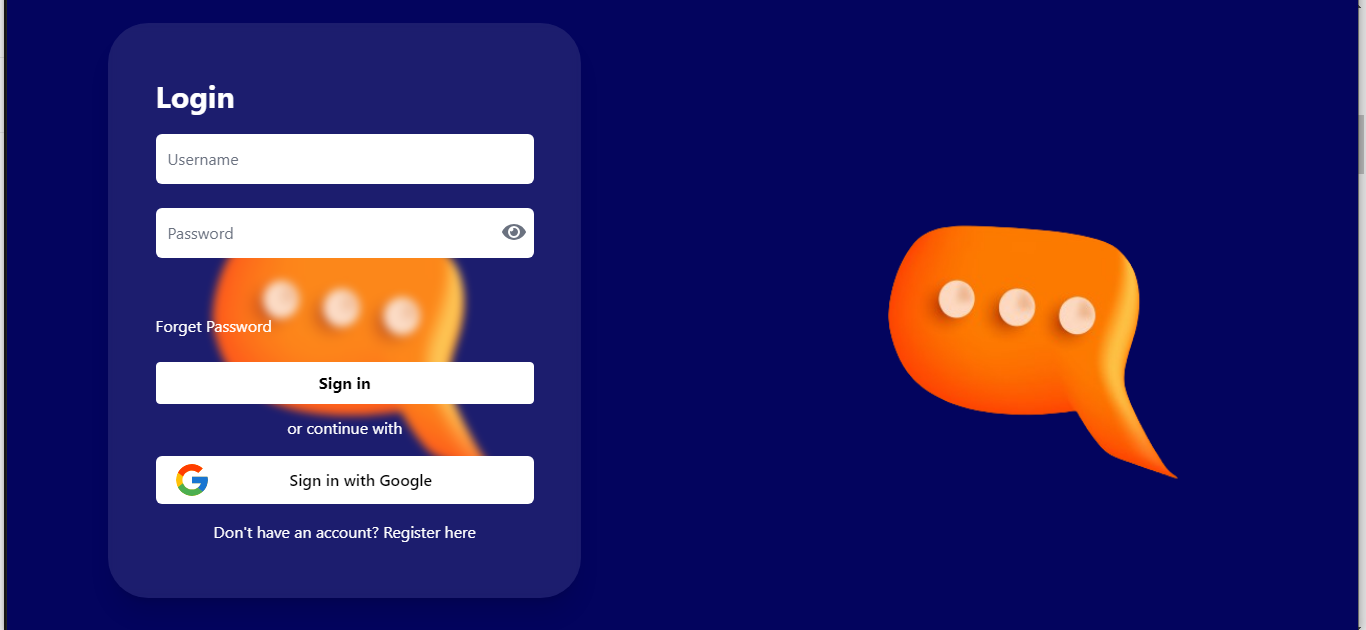 Login
Username
Password
Forget Password
Sign in
or continue with
Sign in with Google
Don't have an account? Register here